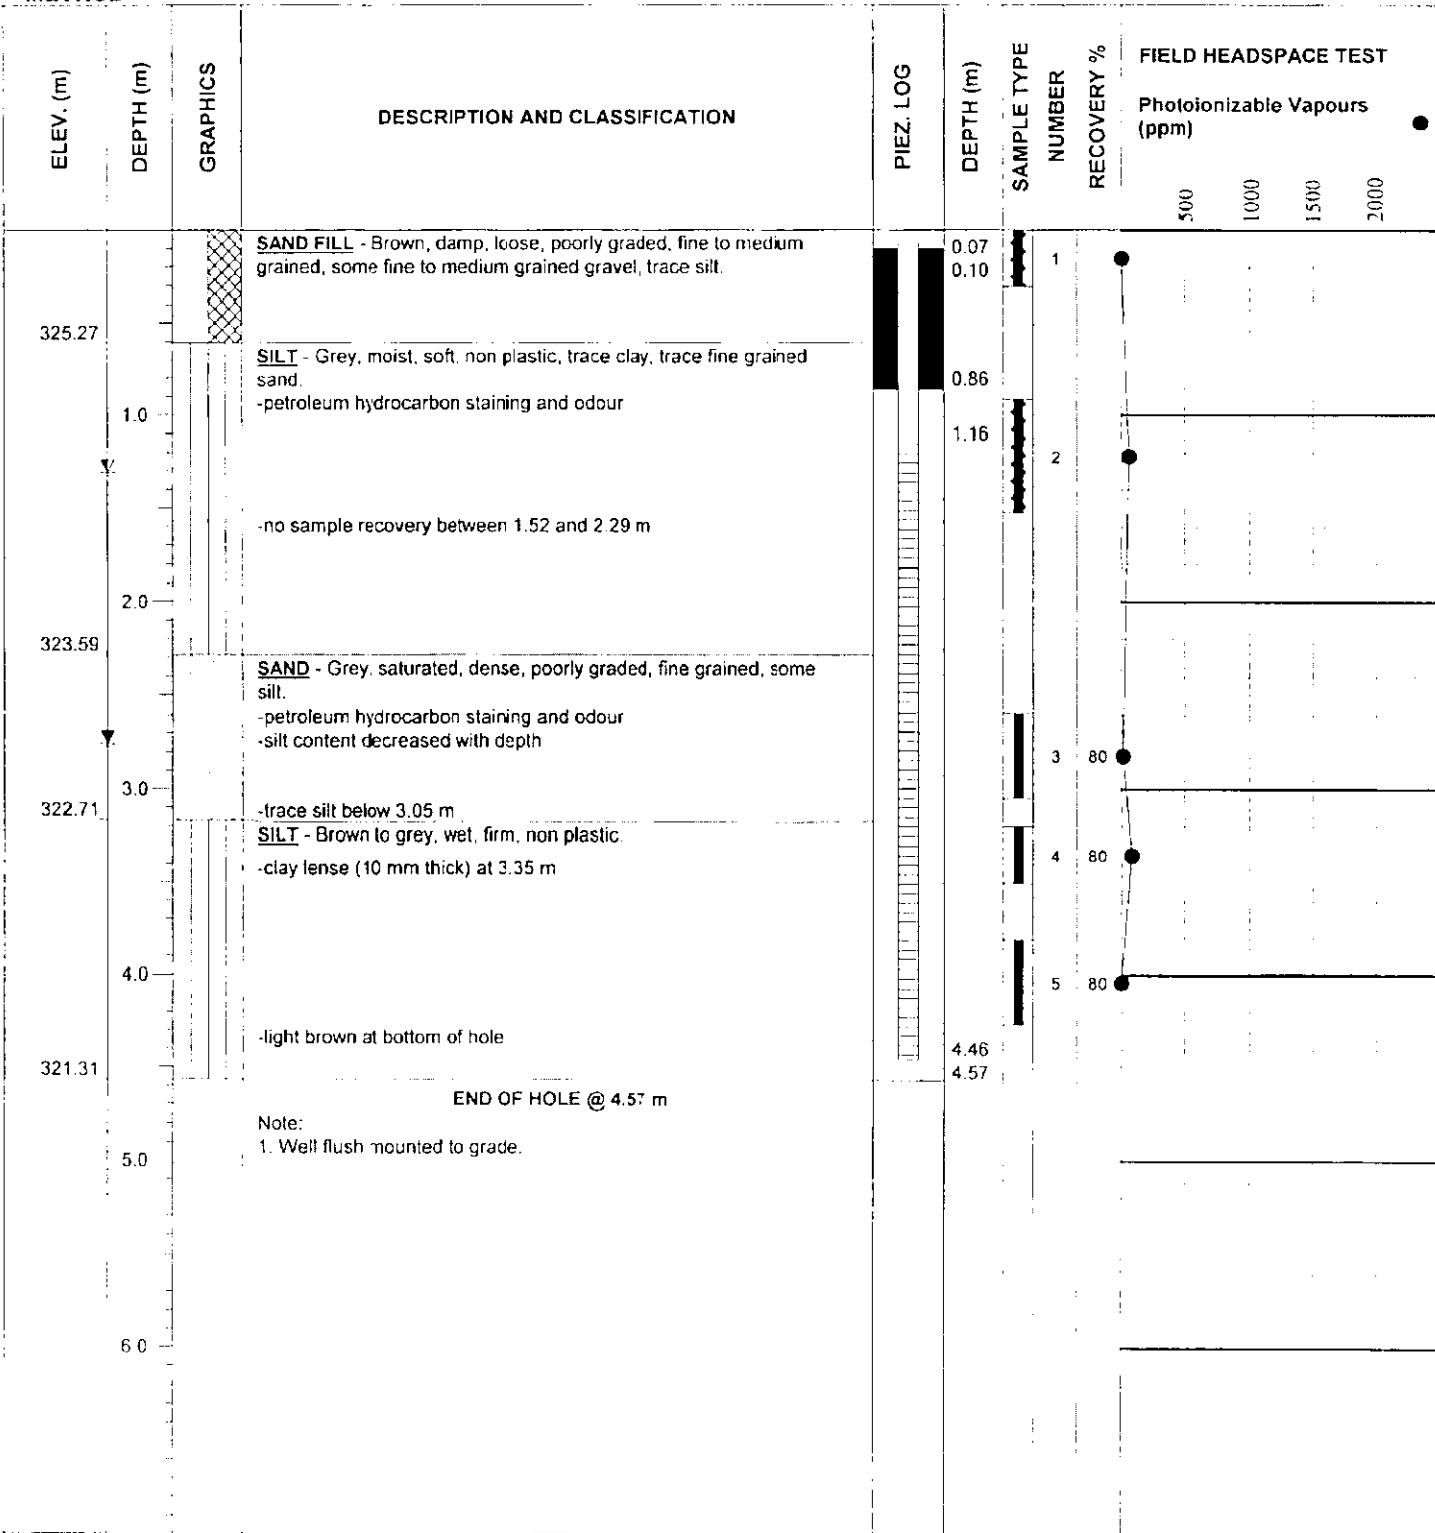 ELEV. (m)
DEPTH (m)
GRAPHICS
DESCRIPTION AND CLASSIFICATION
PIEZ. LOG
DEPTH (m)
SAMPLE TYPE
NUMBER
RECOVERY %
FIELD HEADSPACE TEST
Photoionizable Vapours
(ppm)
500
1000
1500
2000
SAND FILL - Brown, damp, loose, poorly graded, fine to medium
grained, some fine to medium grained gravel, trace silt.
0.07
0.10
1
325.27
SILT - Grey, moist, soft, non plastic, trace clay, trace fine grained
sand.
0.86
-petroleum hydrocarbon staining and odour
1.0
1.16
2
-no sample recovery between 1.52 and 2.29 m
2.0
323.59
SAND - Grey, saturated, dense, poorly graded, fine grained, some
silt.
-petroleum hydrocarbon staining and odour
-silt content decreased with depth
3 80
3.0
322.71
-trace silt below 3.05 m
SILT - Brown to grey, wet, firm, non plastic.
-clay lense (10 mm thick) at 3.35 m
4 80
4.0
5 80
-light brown at bottom of hole
4.46
321.31
4.57
END OF HOLE @ 4.57 m
Note:
1. Well flush mounted to grade.
5.0
6.0